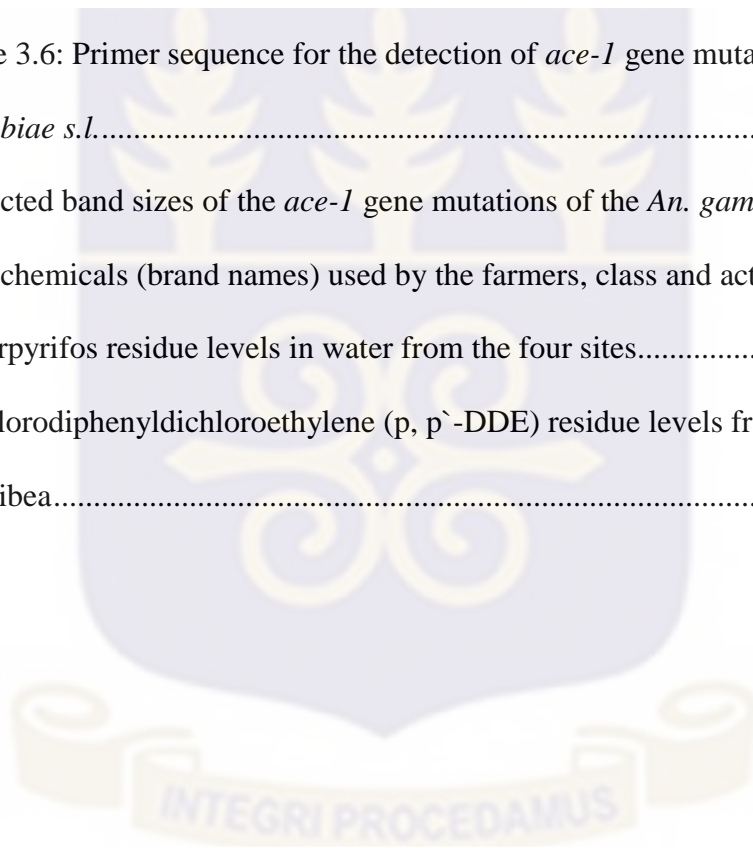 e 3.6: Primer sequence for the detection of ace-1 gene muta
biae s.l.............................................................................
cted band sizes of the ace-1 gene mutations of the An. gam
chemicals (brand names) used by the farmers, class and act
rpyrifos residue levels in water from the four sites................
lorodiphenyldichloroethylene (p, p`-DDE) residue levels fr
ibea..................................................................................
INTEGRI PROCEDAMUS